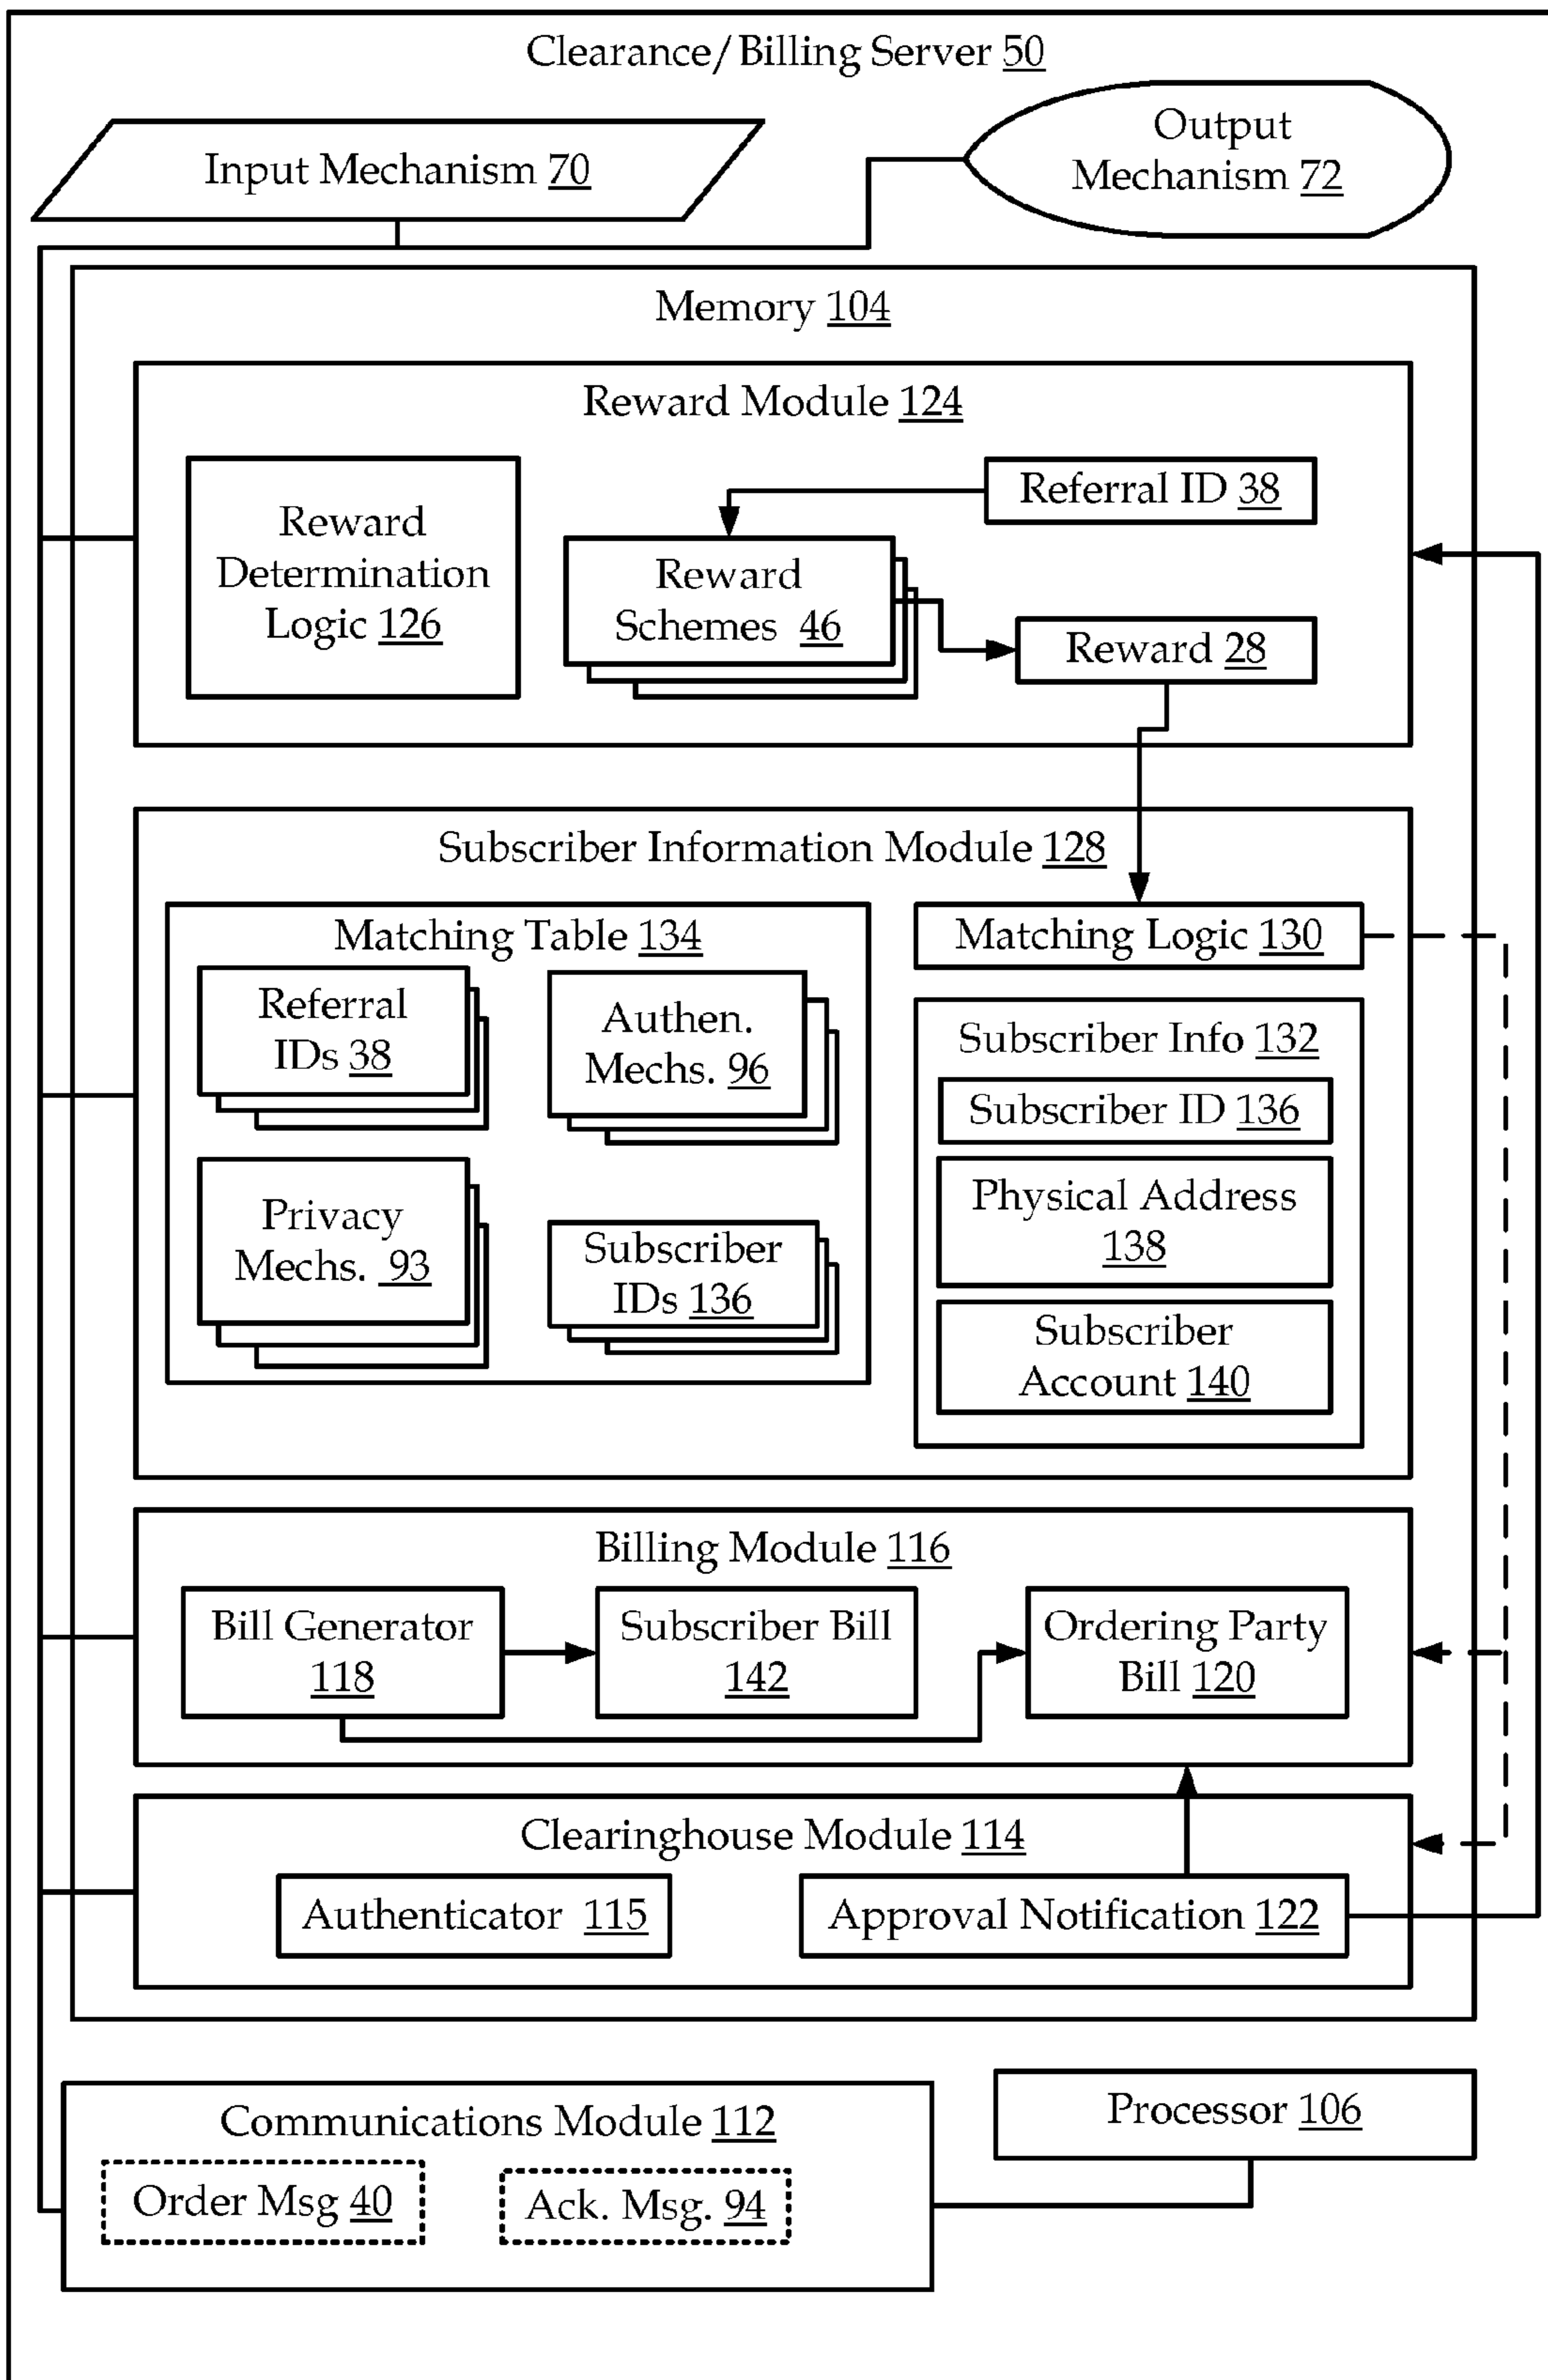 Clearance/Billing Server 50
Input Mechanism 70
Output
Mechanism 72
Memory 104
Reward Module 124
Reward
Determination
Logic 126
Referral ID 38
Reward
Schemes 46
Reward 28
Subscriber Information Module 128
Matching Table 134
Referral
IDs 38
Authen.
Mechs. 96
Privacy
Mechs. 93
Subscriber
IDs 136
Matching Logic 130
Subscriber Info 132
Subscriber ID 136
Physical Address
138
Subscriber
Account 140
Billing Module 116
Bill Generator
118
Subscriber Bill
142
Ordering Party
Bill 120
Clearinghouse Module 114
Authenticator 115
Approval Notification 122
Communications Module 112
Order Msg 40
Ack. Msg. 94
Processor 106